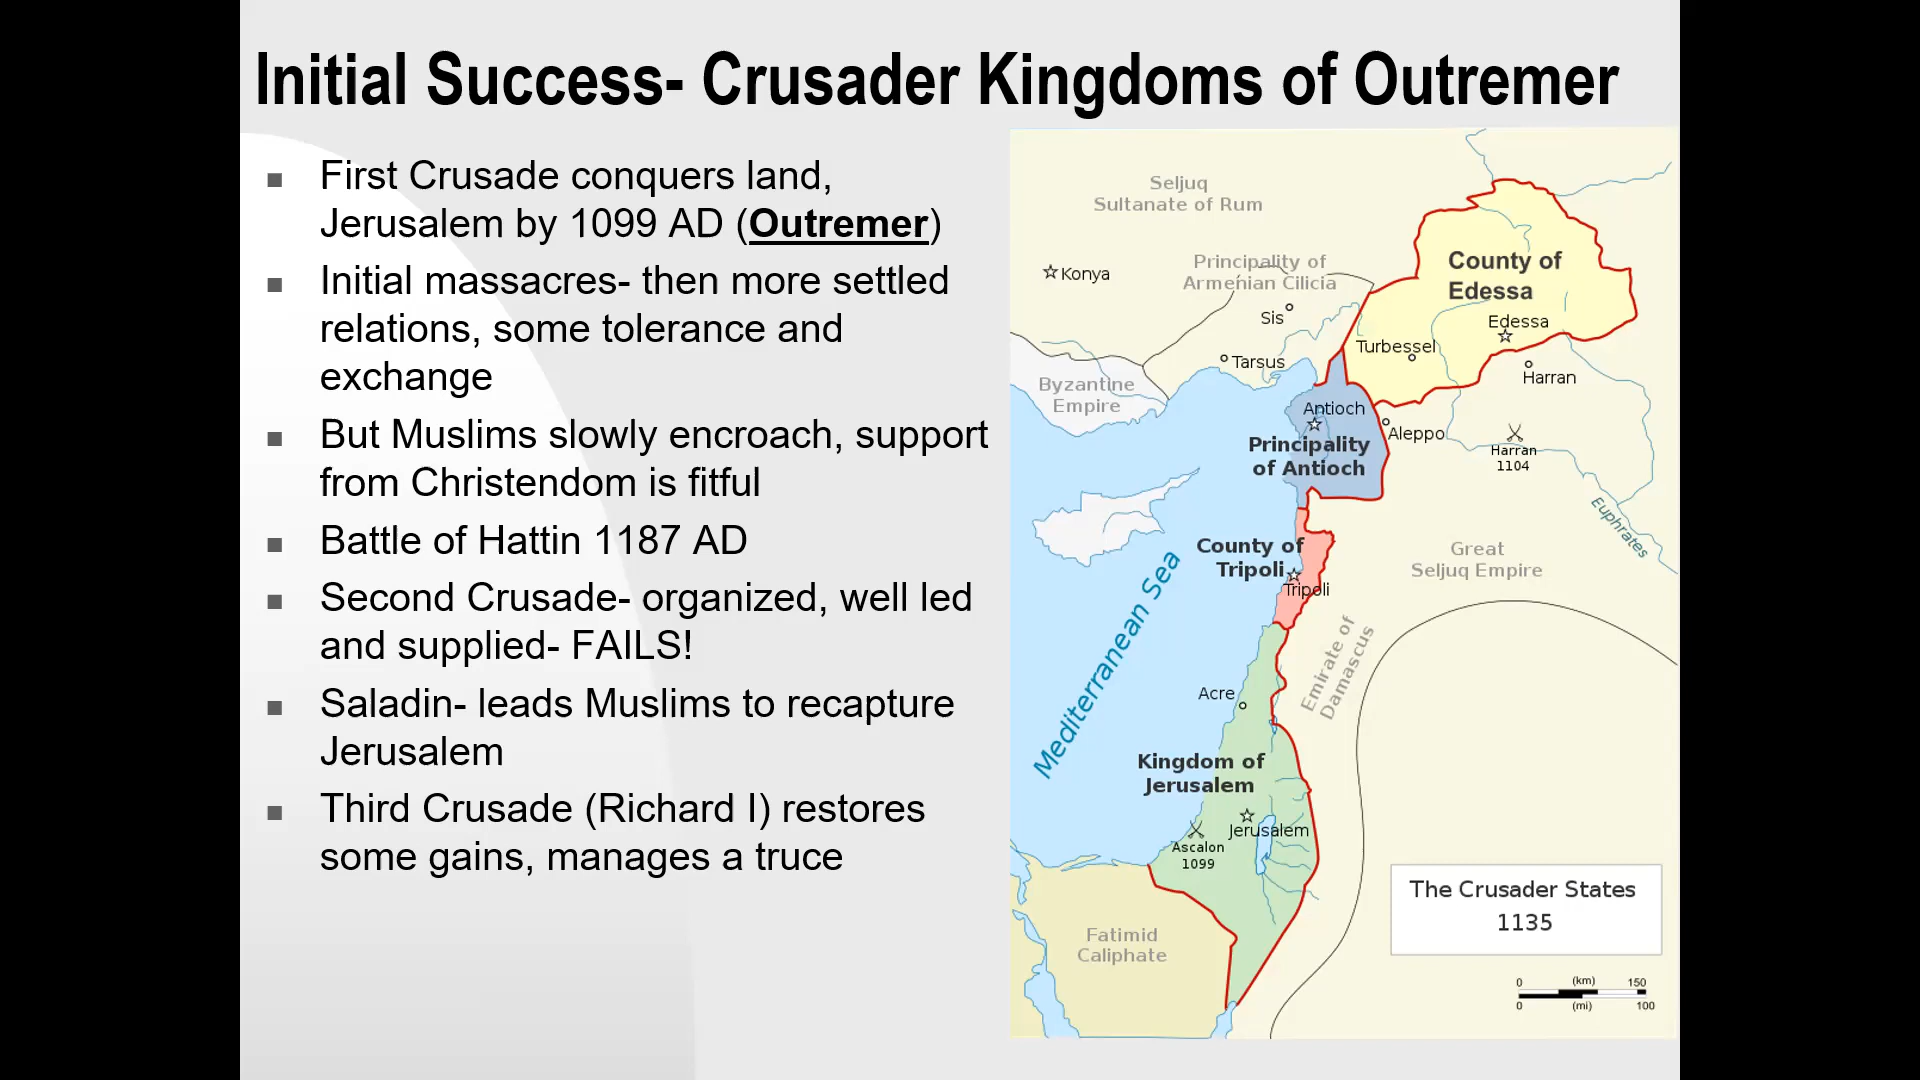 Initial Success- Crusader Kingdoms of Outremer
■ First Crusade conquers land,
Jerusalem by 1099 AD (Outremer)
■ Initial massacres- then more settled
relations, some tolerance and
exchange
■ But Muslims slowly encroach, support
from Christendom is fitful
■ Battle of Hattin 1187 AD
■ Second Crusade- organized, well led
and supplied- FAILS!
■ Saladin- leads Muslims to recapture
Jerusalem
■ Third Crusade (Richard I) restores
some gains, manages a truce
Seljuq
Sultanate of Rum
Principality of
Armenian Cilicia
Konya
Sis
Tarsus
Byzantine
Empire
County of
Edessa
Edessa
Turbessel
Harran
Antioch
Principality
of Antioch
Aleppo
Harran
1104
Euphrates
County of
Tripoli
Tripoli
Great
Seljuq Empire
Mediterranean Sea
Emirate of
Damascus
Acre
Kingdom of
Jerusalem
Jerusalem
Ascalon
1099
Fatimid
Caliphate
The Crusader States
1135
0 (km) 150
0 (mi) 100